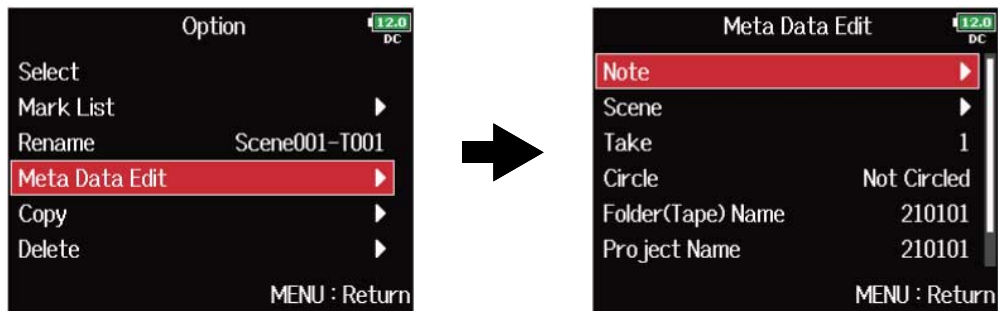 Option
12.0
DC
Select
Mark List
Rename Scene001-T001
Meta Data Edit
Copy
Delete
MENU : Return
Meta Data Edit
12.0
DC
Note
Scene
Take 1
Circle Not Circled
Folder(Tape) Name 210101
Project Name 210101
MENU : Return